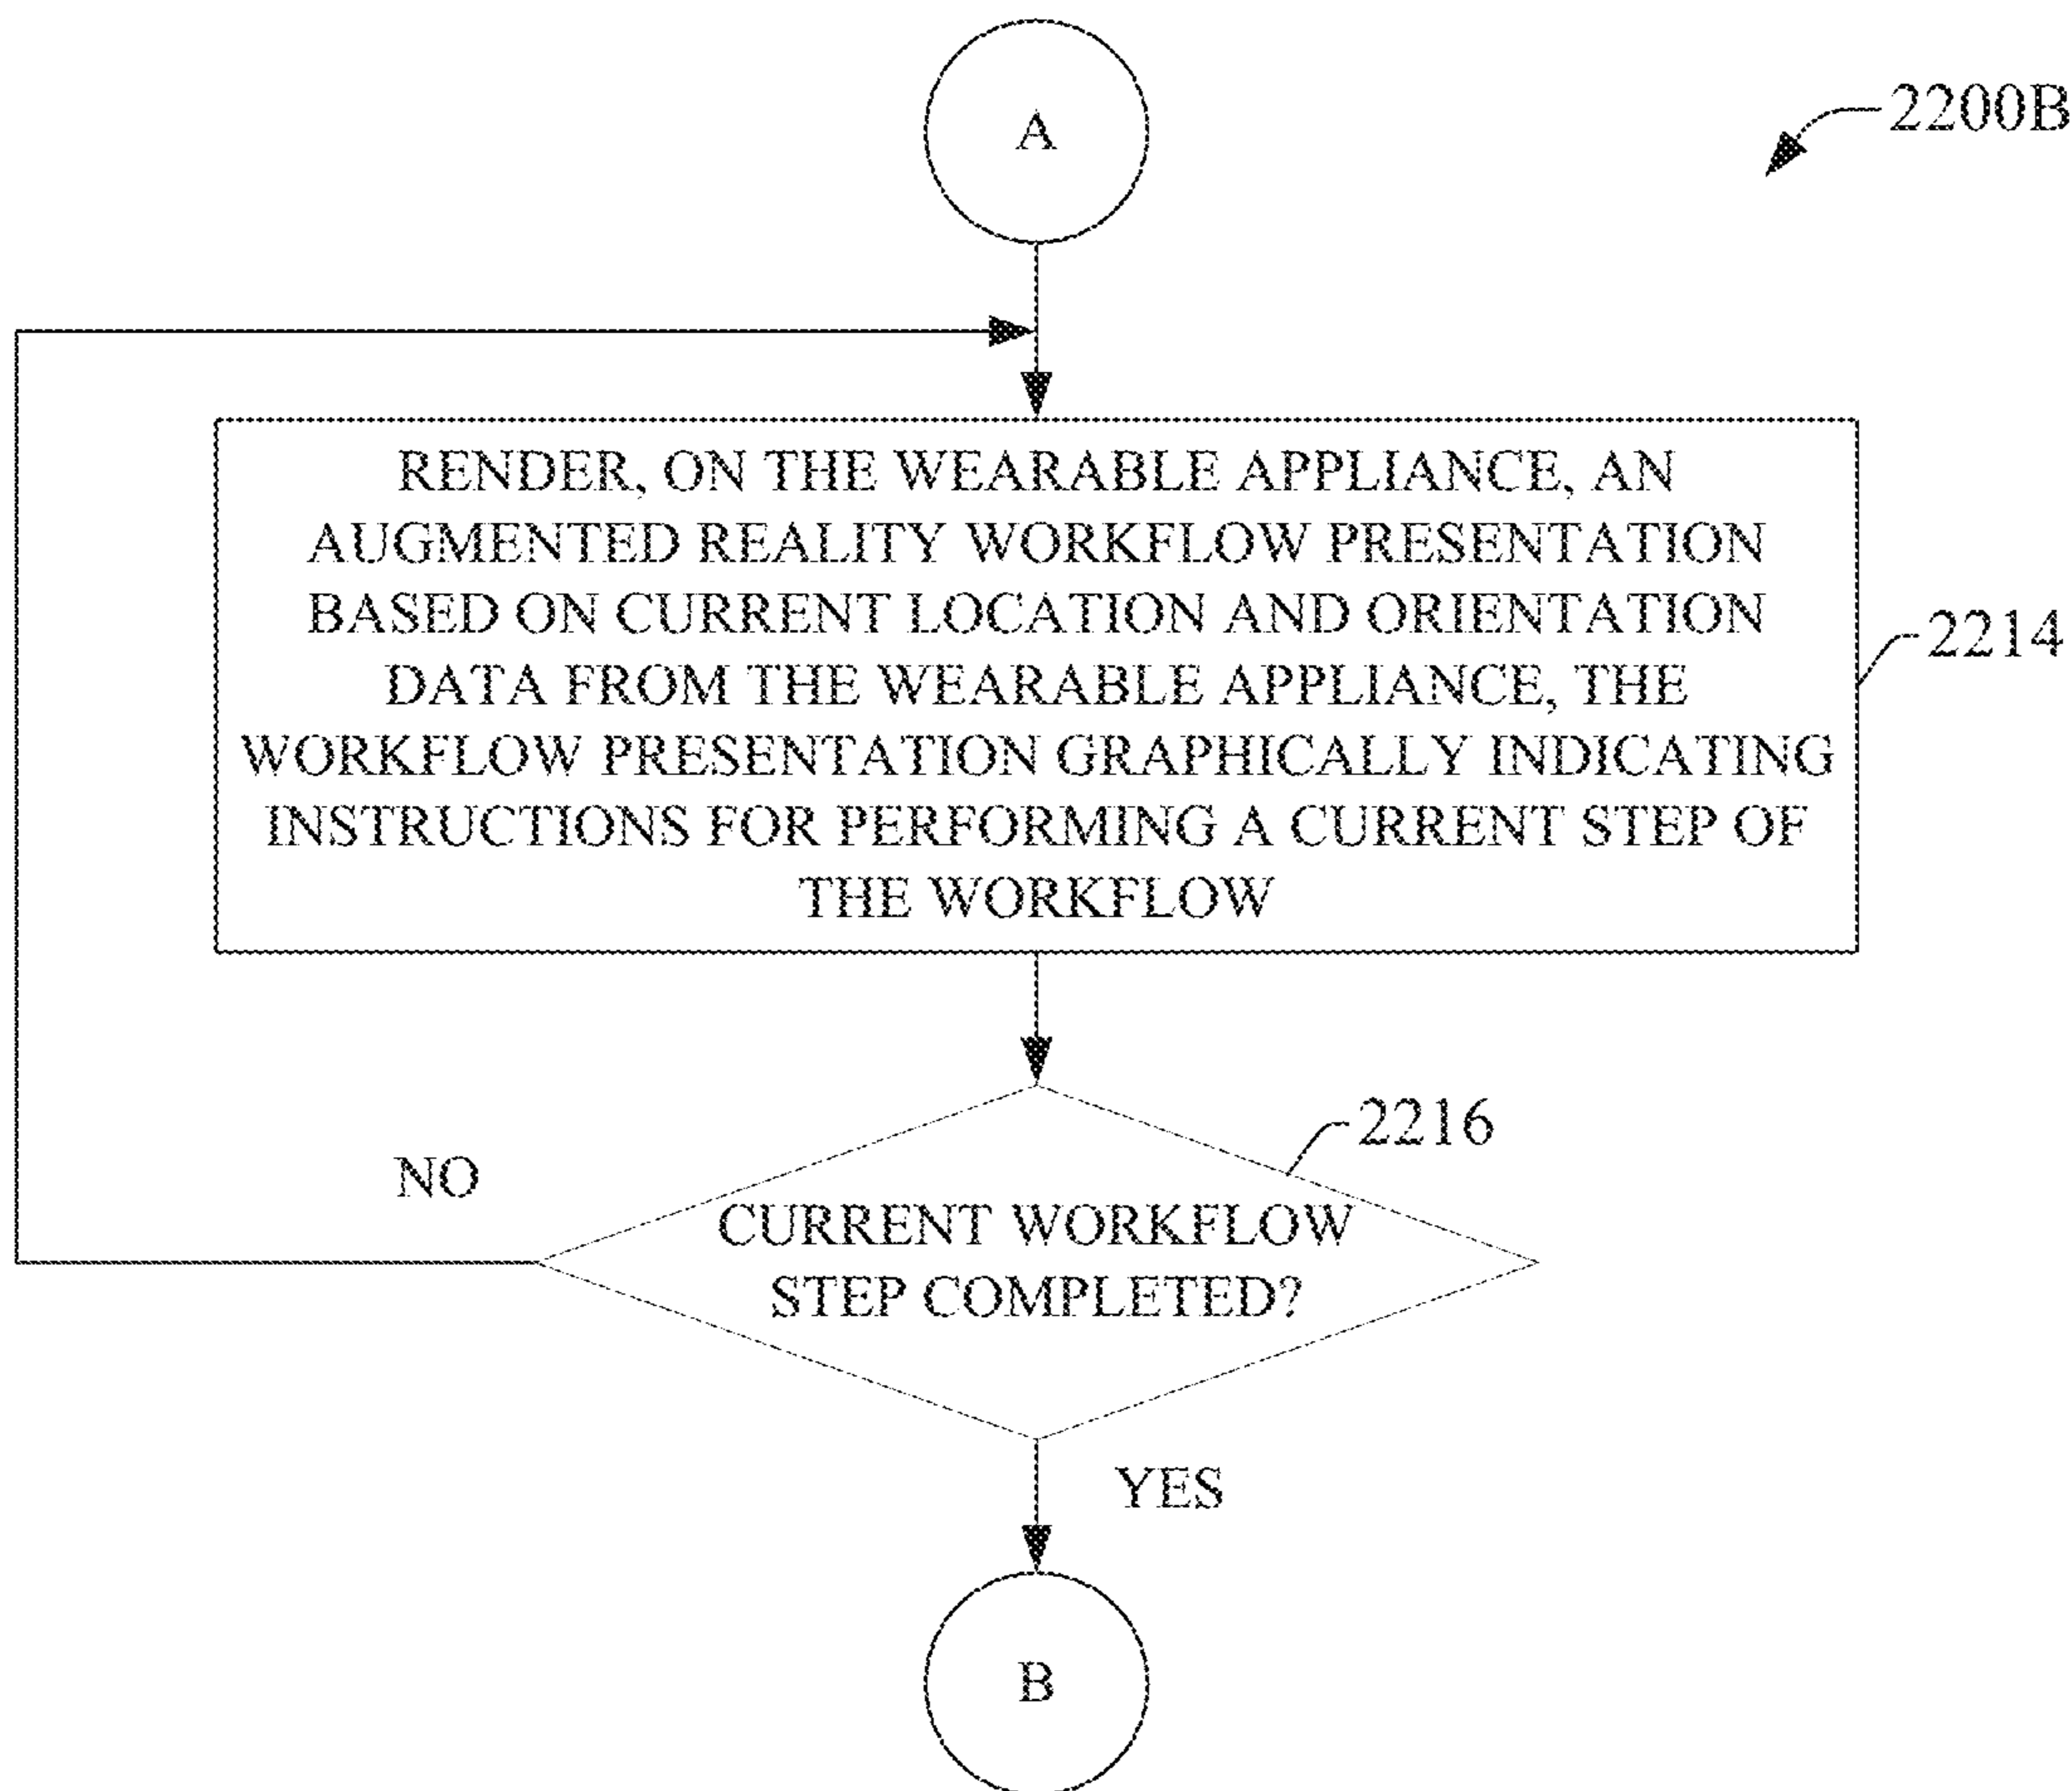 A
2200B
RENDER, ON THE WEARABLE APPLIANCE, AN
AUGMENTED REALITY WORKFLOW PRESENTATION
BASED ON CURRENT LOCATION AND ORIENTATION
DATA FROM THE WEARABLE APPLIANCE, THE
WORKFLOW PRESENTATION GRAPHICALLY INDICATING
INSTRUCTIONS FOR PERFORMING A CURRENT STEP OF
THE WORKFLOW
2214
2216
NO
CURRENT WORKFLOW
STEP COMPLETED?
YES
B